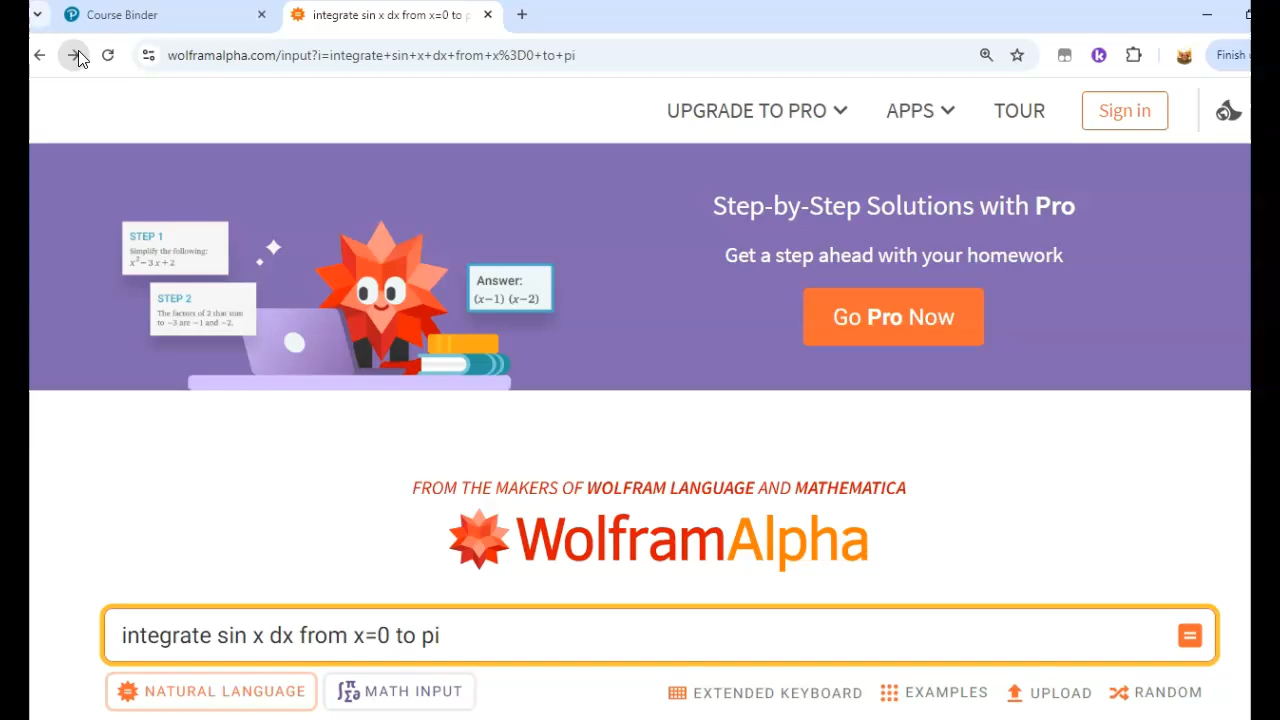 Course Binder
integrate sin x dx from x=0 to p
wolframalpha.com/input?i=integrate+sin+x+dx+from+x%3D0+to+pi
Finish
UPGRADE TO PRO
APPS
TOUR
Sign in
STEP 1
Simplify the following:
x²−3x+2
STEP 2
The factors of 2 that sum
to −3 are −1 and −2.
Answer:
(x−1) (x−2)
Step-by-Step Solutions with Pro
Get a step ahead with your homework
Go Pro Now
FROM THE MAKERS OF WOLFRAM LANGUAGE AND MATHEMATICA
WolframAlpha
integrate sin x dx from x=0 to pi
NATURAL LANGUAGE
MATH INPUT
EXTENDED KEYBOARD
EXAMPLES
UPLOAD
RANDOM